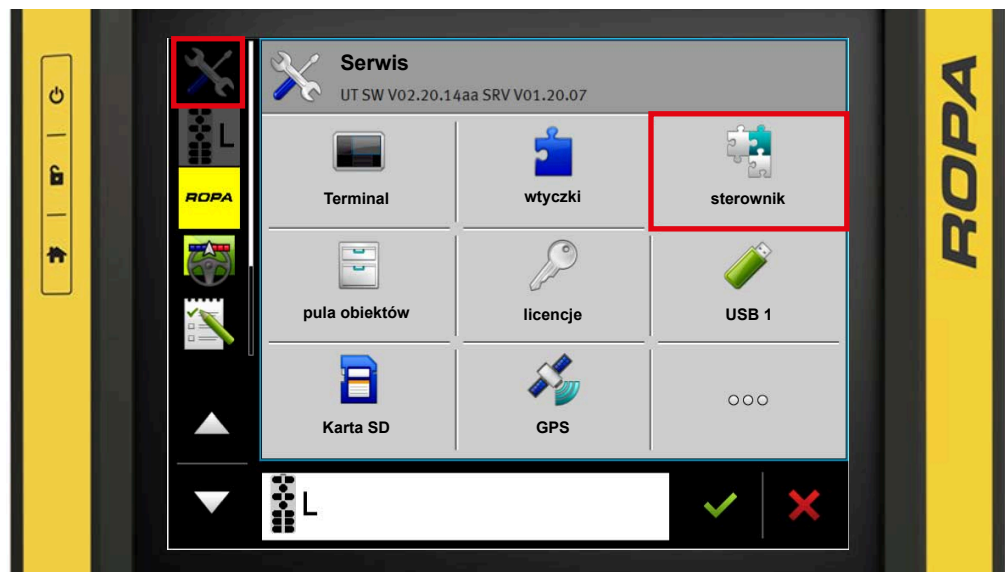 Serwis
UT SW V02.20.14aa SRV V01.20.07
L
ROPA
Terminal
wtyczki
sterownik
pula obiektów
licencje
USB 1
Karta SD
GPS
L
ROPA